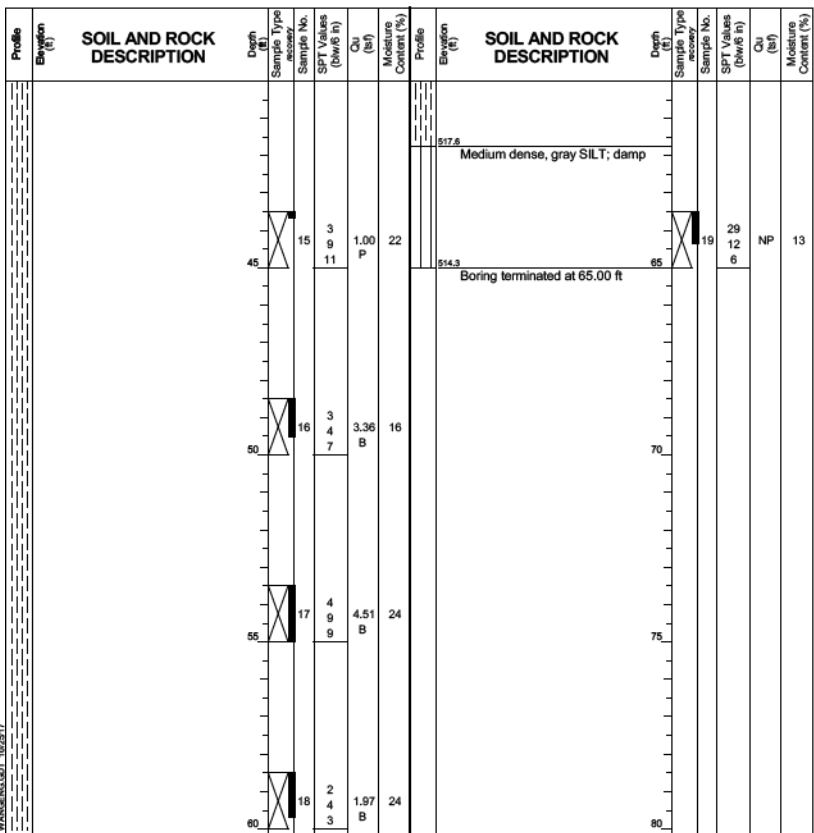 Profile
Elevation (ft)
SOIL AND ROCK DESCRIPTION
Depth (ft)
Sample Type
recovery
Sample No.
SPT Values (blw/6 in)
Qu (tsf)
Moisture Content (%)
45
15
3
9
11
1.00
P
22
50
16
3
4
7
3.36
B
16
55
17
4
9
9
4.51
B
24
60
18
2
4
3
1.97
B
24
Profile
Elevation (ft)
SOIL AND ROCK DESCRIPTION
Depth (ft)
Sample Type
recovery
Sample No.
SPT Values (blw/6 in)
Qu (tsf)
Moisture Content (%)
517.6
Medium dense, gray SILT; damp
19
29
12
6
NP
13
514.3
65
Boring terminated at 65.00 ft
70
75
80